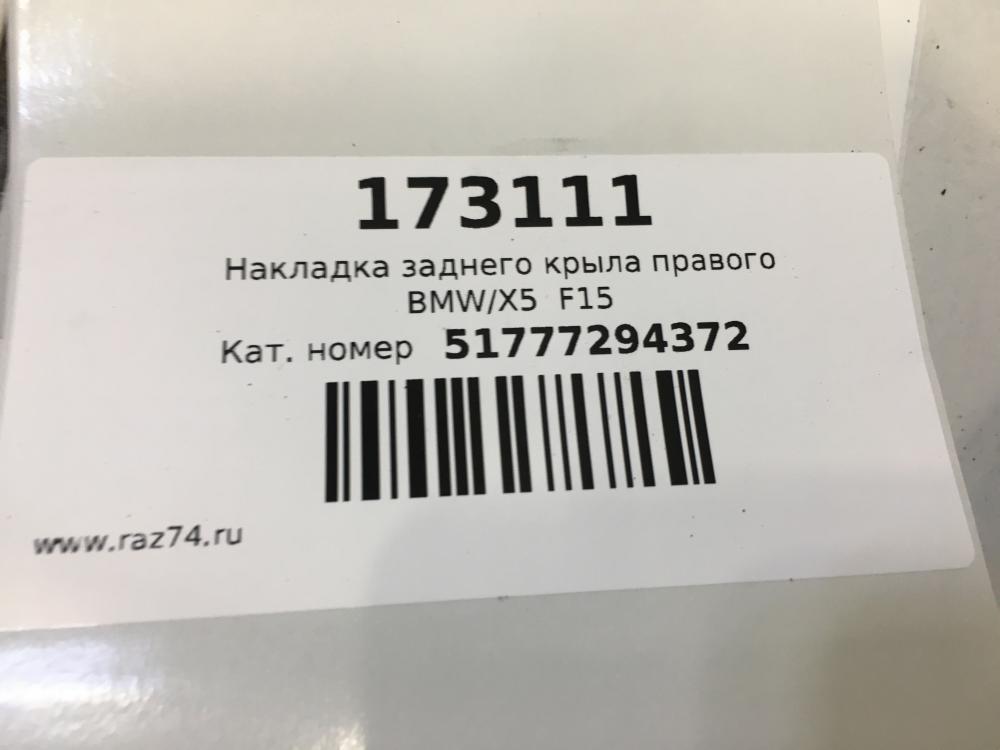 173111
Накладка заднего крыла правого
BMW/X5 F15
Кат. номер 51777294372
www.raz74.ru